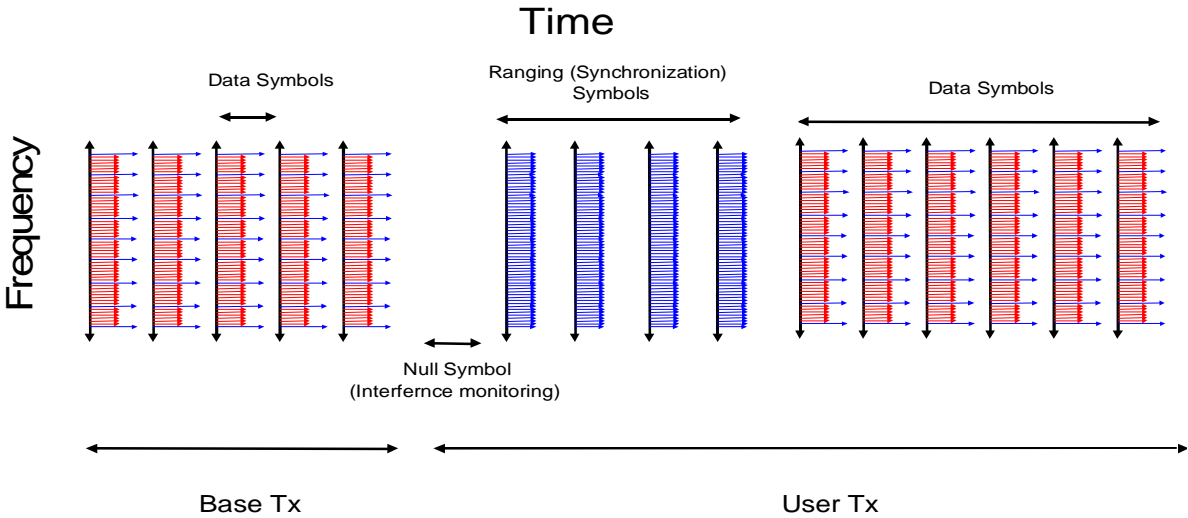 Time
Data Symbols
Ranging (Synchronization)
Symbols
Data Symbols
Frequency
Null Symbol
(Interfernce monitoring)
Base Tx
User Tx